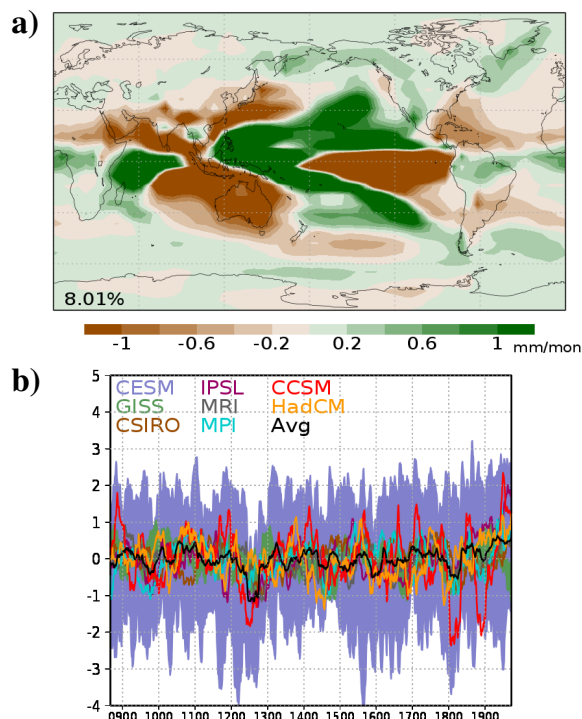 a)
8.01%
-1 -0.6 -0.2 0.2 0.6 1 mm/mon
b)
5
CESM IPSL CCSM
GISS MRI HadCM
CSIRO MPI Avg
4
3
2
1
0
-1
-2
-3
-4
0900 1000 1100 1200 1300 1400 1500 1600 1700 1800 1900